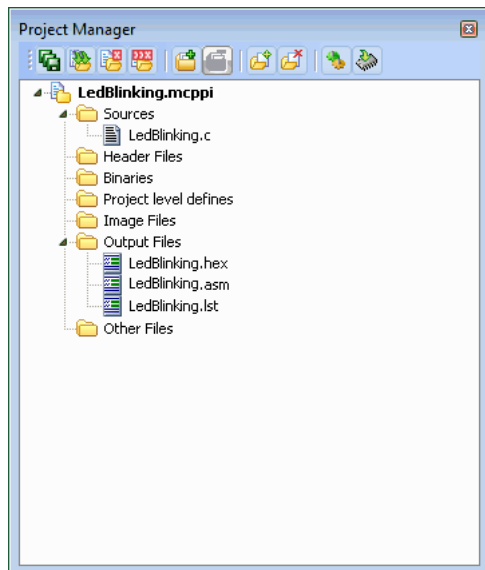 Project Manager
LedBlinking.mcppi
Sources
LedBlinking.c
Header Files
Binaries
Project level defines
Image Files
Output Files
LedBlinking.hex
LedBlinking.asm
LedBlinking.lst
Other Files